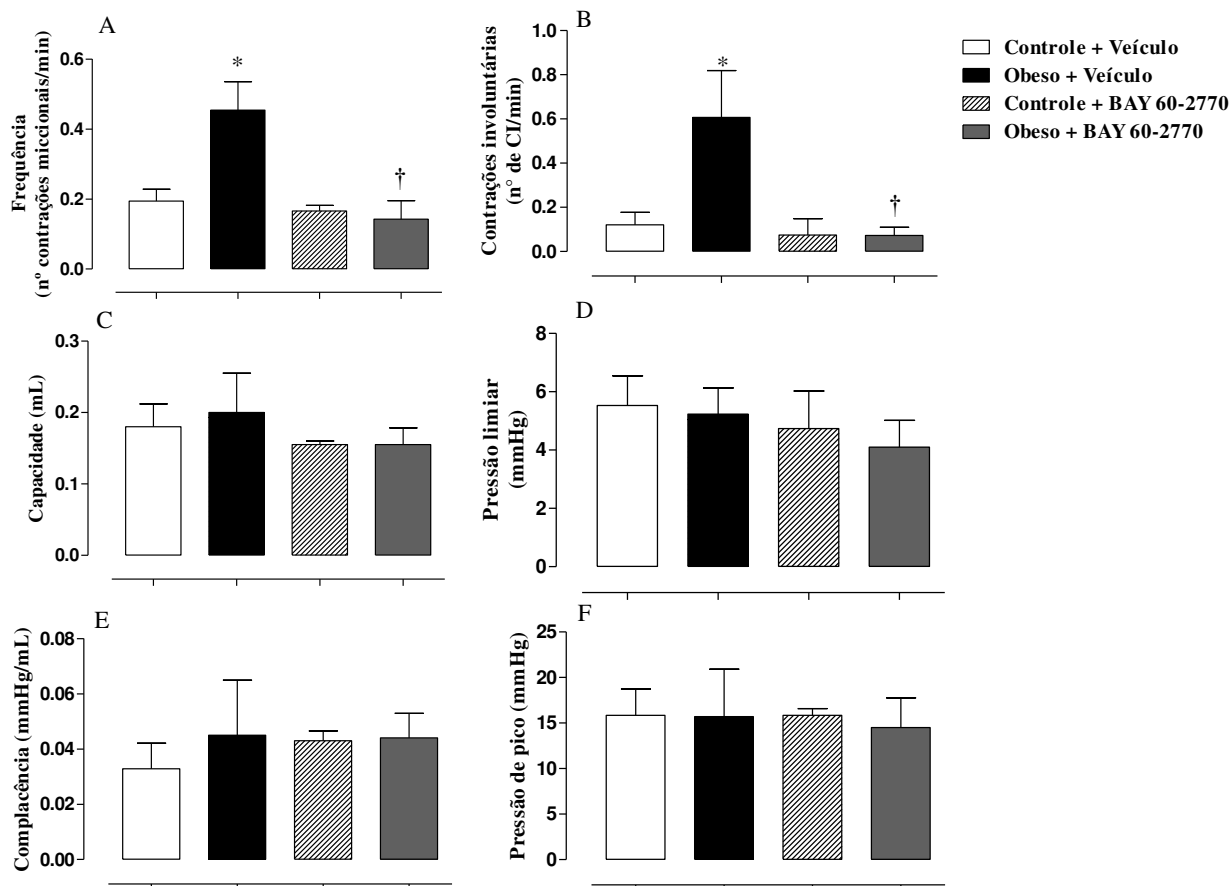 A
Frequência
(nº contrações miccionais/min)
0.6
0.4
0.2
0.0
*
†
B
Contrações involuntárias
(n° de CI/min)
1.0
0.8
0.6
0.4
0.2
0.0
*
†
Controle + Veículo
Obeso + Veículo
Controle + BAY 60-2770
Obeso + BAY 60-2770
C
Capacidade (mL)
0.3
0.2
0.1
0.0
D
Pressão limiar
(mmHg)
8
6
4
2
0
E
Complacência (mmHg/mL)
0.08
0.06
0.04
0.02
0.00
F
Pressão de pico (mmHg)
25
20
15
10
5
0